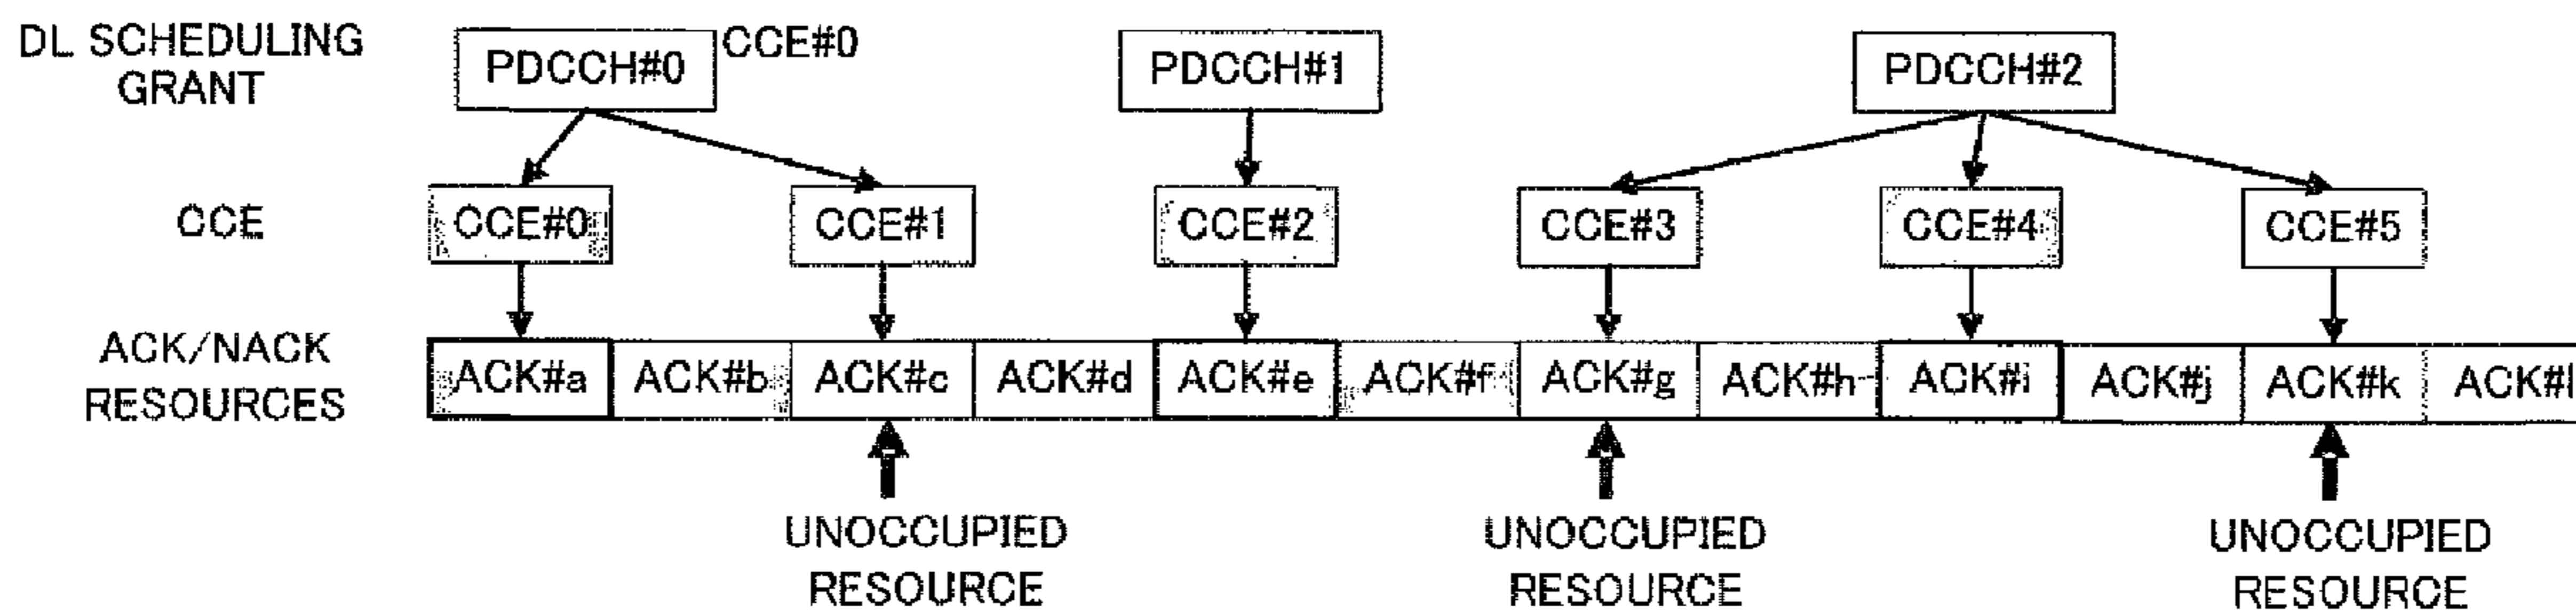 DL SCHEDULING
GRANT
PDCCH#0 CCE#0 PDCCH#1 PDCCH#2
CCE CCE#0 CCE#1 CCE#2 CCE#3 CCE#4 CCE#5
ACK/NACK
RESOURCES
ACK#a ACK#b ACK#c ACK#d ACK#e ACK#f ACK#g ACK#h ACK#i ACK#j ACK#k ACK#l
UNOCCUPIED
RESOURCE
UNOCCUPIED
RESOURCE
UNOCCUPIED
RESOURCE